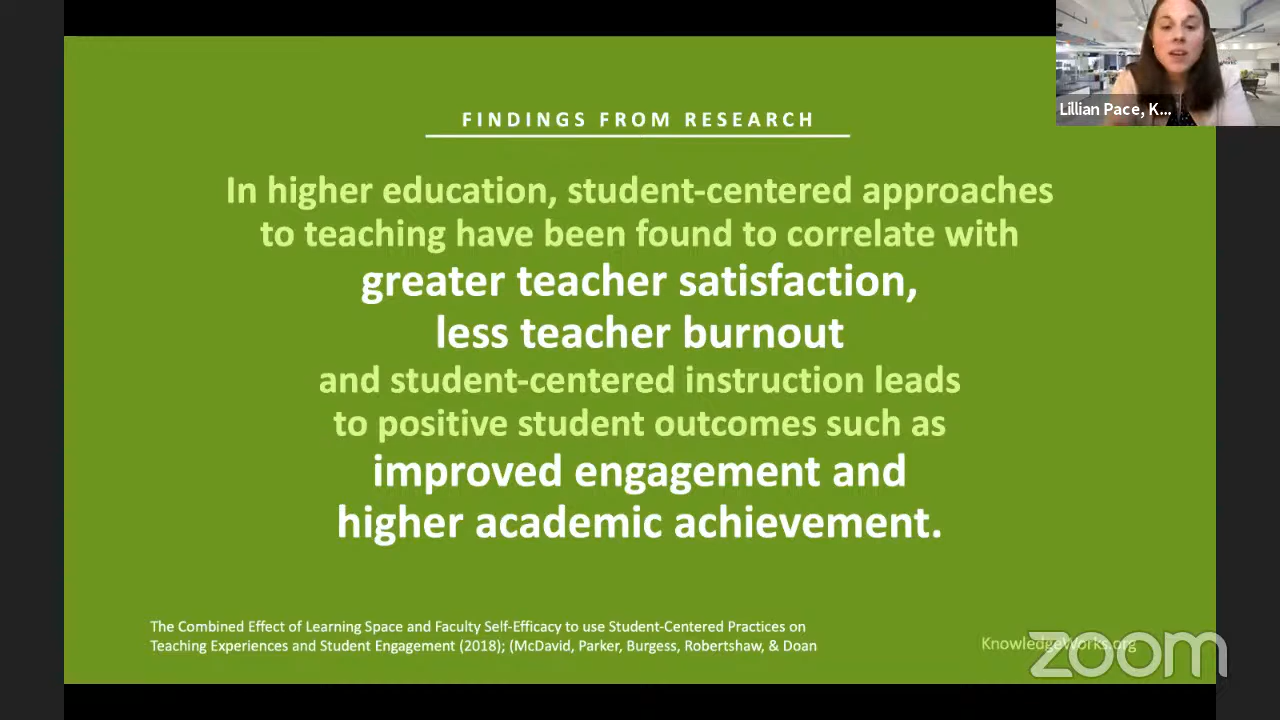 Lillian Pace, K...
FINDINGS FROM RESEARCH
In higher education, student-centered approaches
to teaching have been found to correlate with
greater teacher satisfaction,
less teacher burnout
and student-centered instruction leads
to positive student outcomes such as
improved engagement and
higher academic achievement.
The Combined Effect of Learning Space and Faculty Self-Efficacy to use Student-Centered Practices on
Teaching Experiences and Student Engagement (2018); (McDavid, Parker, Burgess, Robertshaw, & Doan
KnowledgeWorks.org
zoom